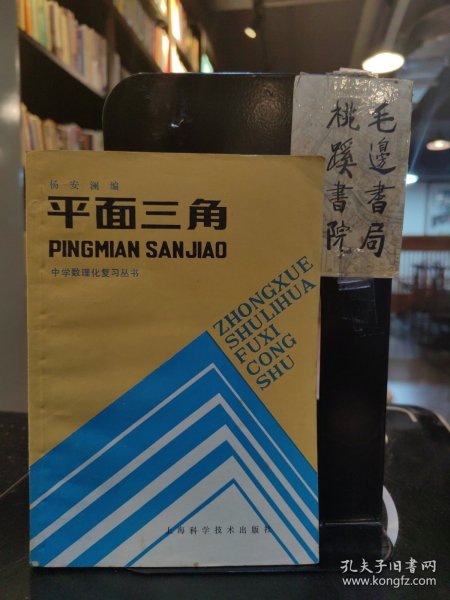 杨安澜编
平面三角
PINGMIAN SANJIAO
中学数理化复习丛书
ZHONGXUE
SHULIHUA
FUXI
CONG
SHU
上海科学技术出版社
毛邊書局
桃蹊書院
孔夫子旧书网
www.kongfz.com